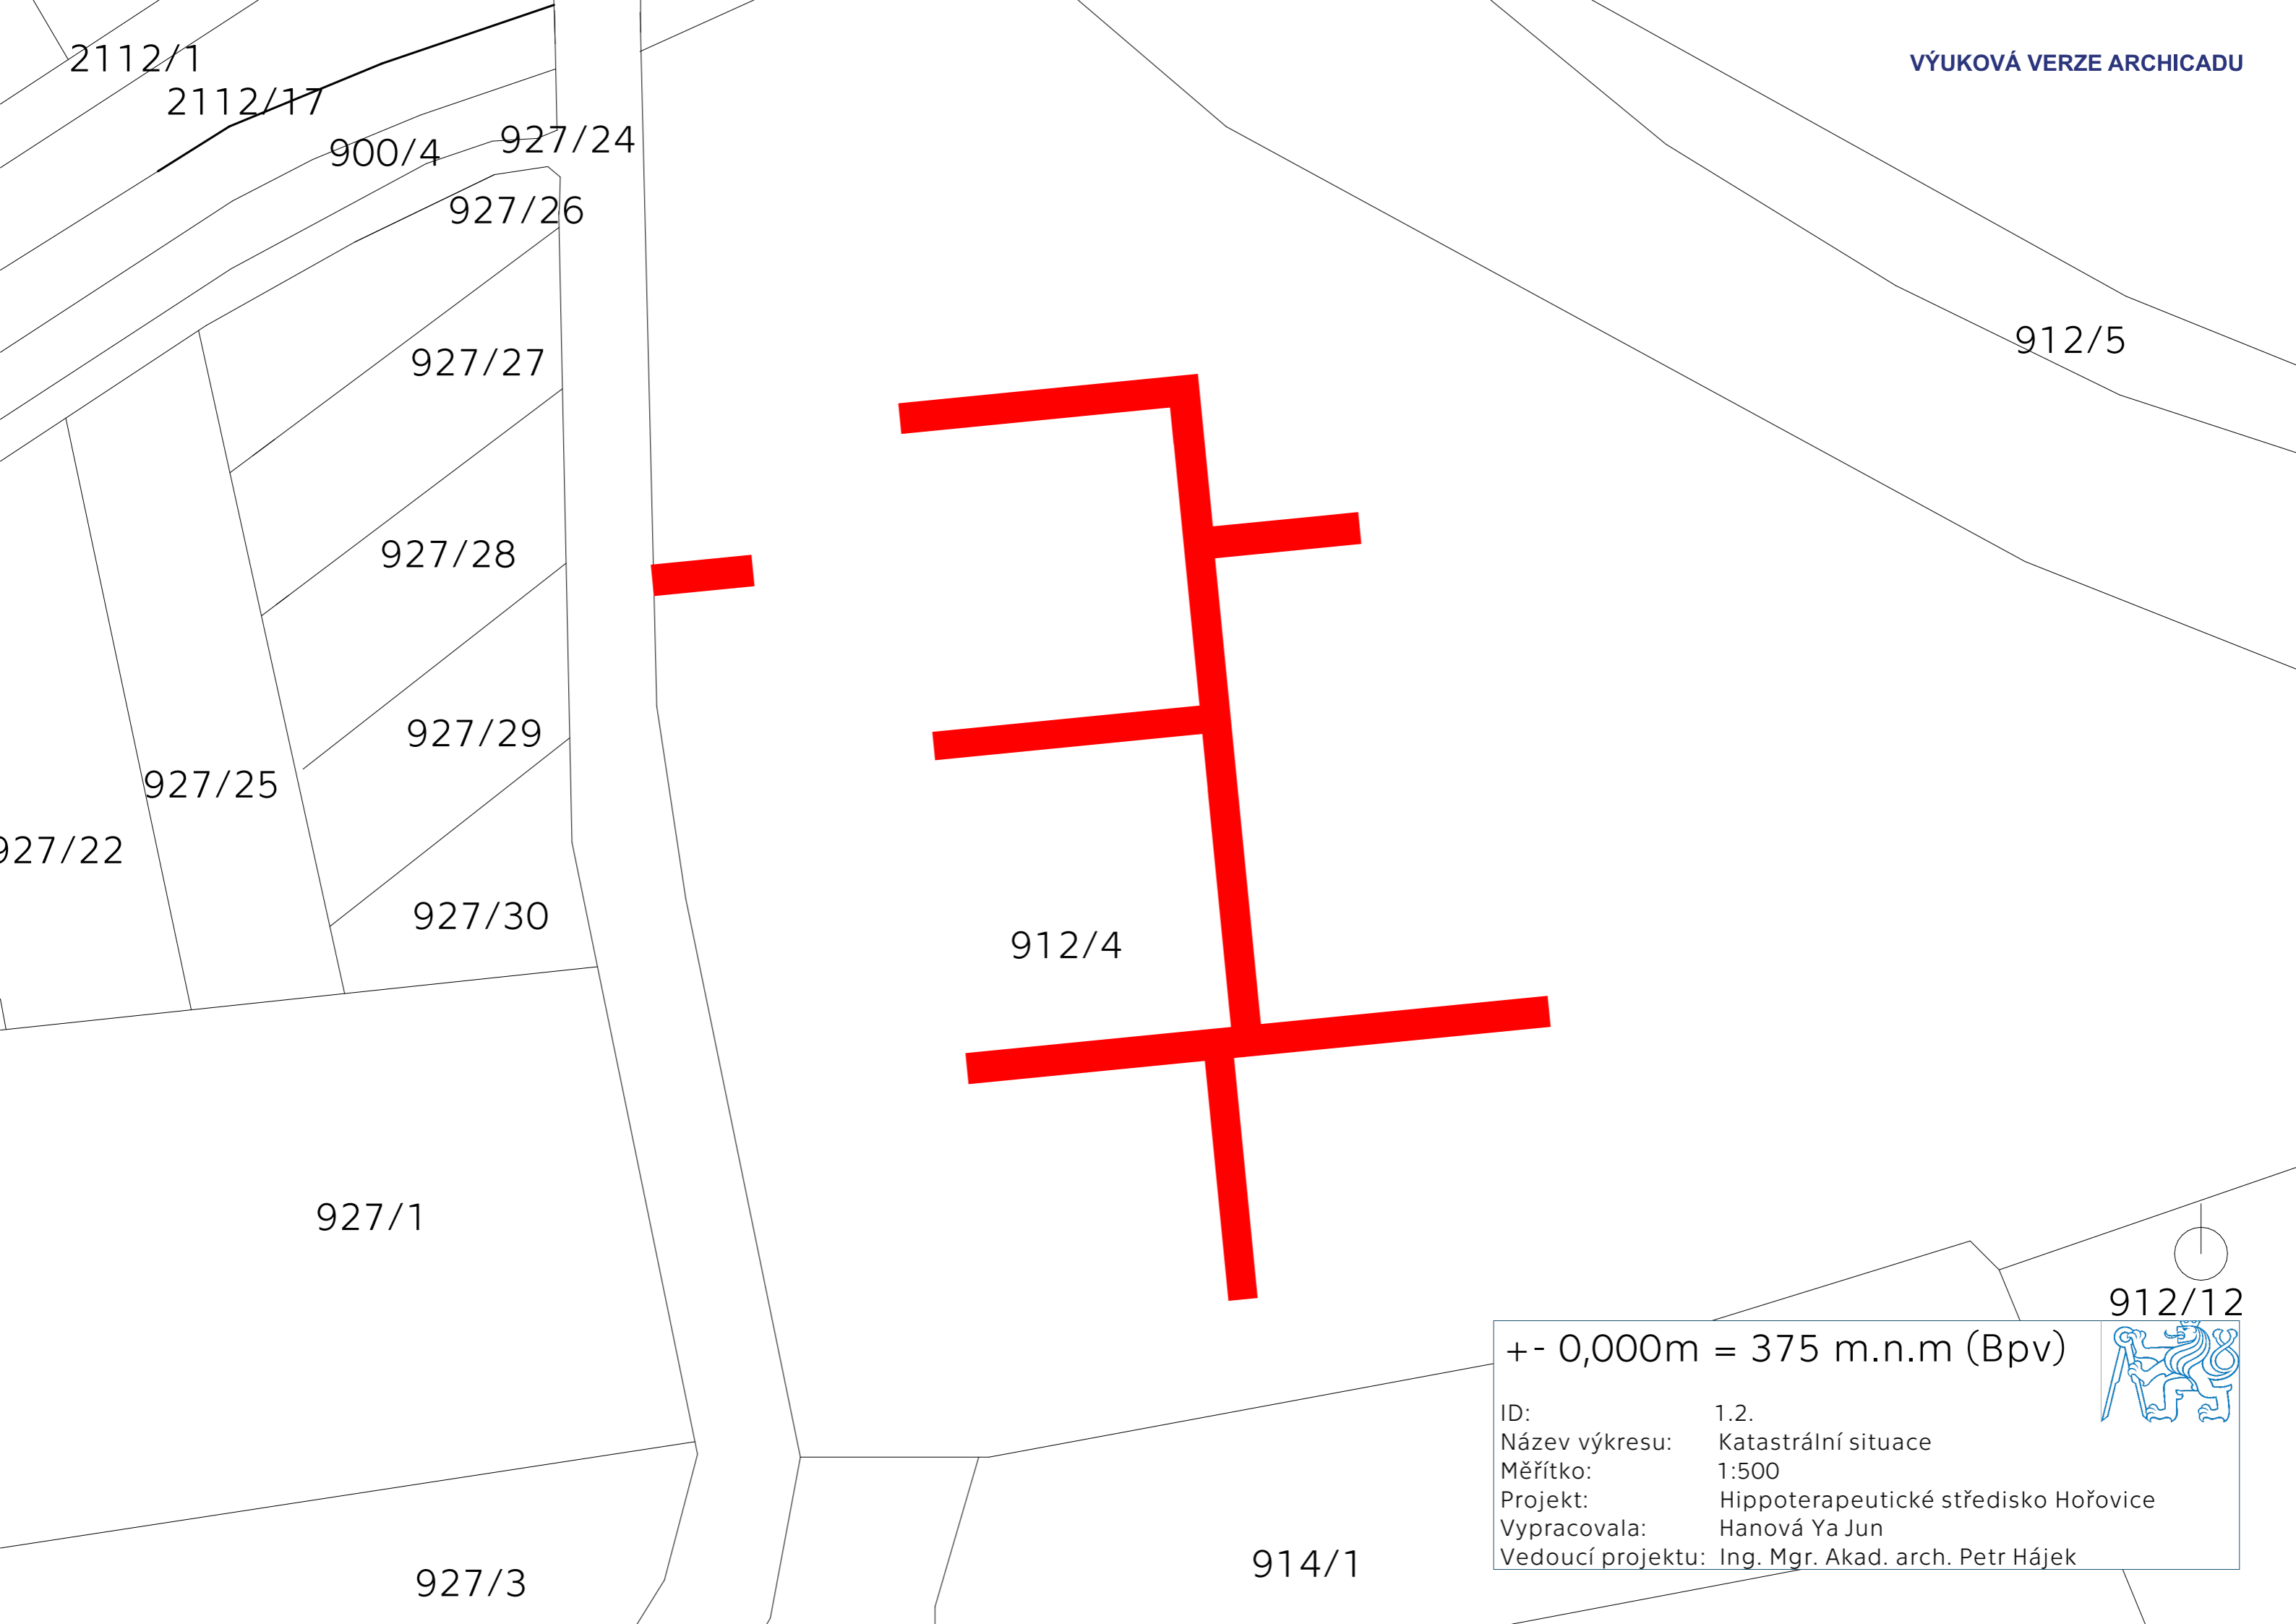 2112/1
VÝUKOVÁ VERZE ARCHICADU
2112/17
927/24
900/4
927/26
912/5
927/27
927/28
927/29
927/25
927/22
927/30
912/4
927/1
912/12
+- 0,000m = 375 m.n.m (Bpv)
ID: 1.2.
Název výkresu: Katastrální situace
Měřítko: 1:500
Projekt: Hippoterapeutické středisko Hořovice
Vypracovala: Hanová Ya Jun
Vedoucí projektu: Ing. Mgr. Akad. arch. Petr Hájek
914/1
927/3